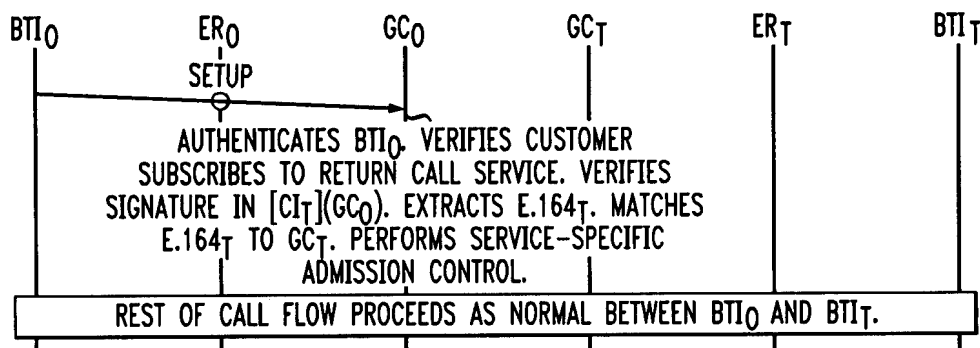 BTIO ERO GCO GCT ERT BTIT
SETUP
AUTHENTICATES BTIO. VERIFIES CUSTOMER
SUBSCRIBES TO RETURN CALL SERVICE. VERIFIES
SIGNATURE IN [CIT](GCO). EXTRACTS E.164T. MATCHES
E.164T TO GCT. PERFORMS SERVICE-SPECIFIC
ADMISSION CONTROL.
REST OF CALL FLOW PROCEEDS AS NORMAL BETWEEN BTIO AND BTIT.